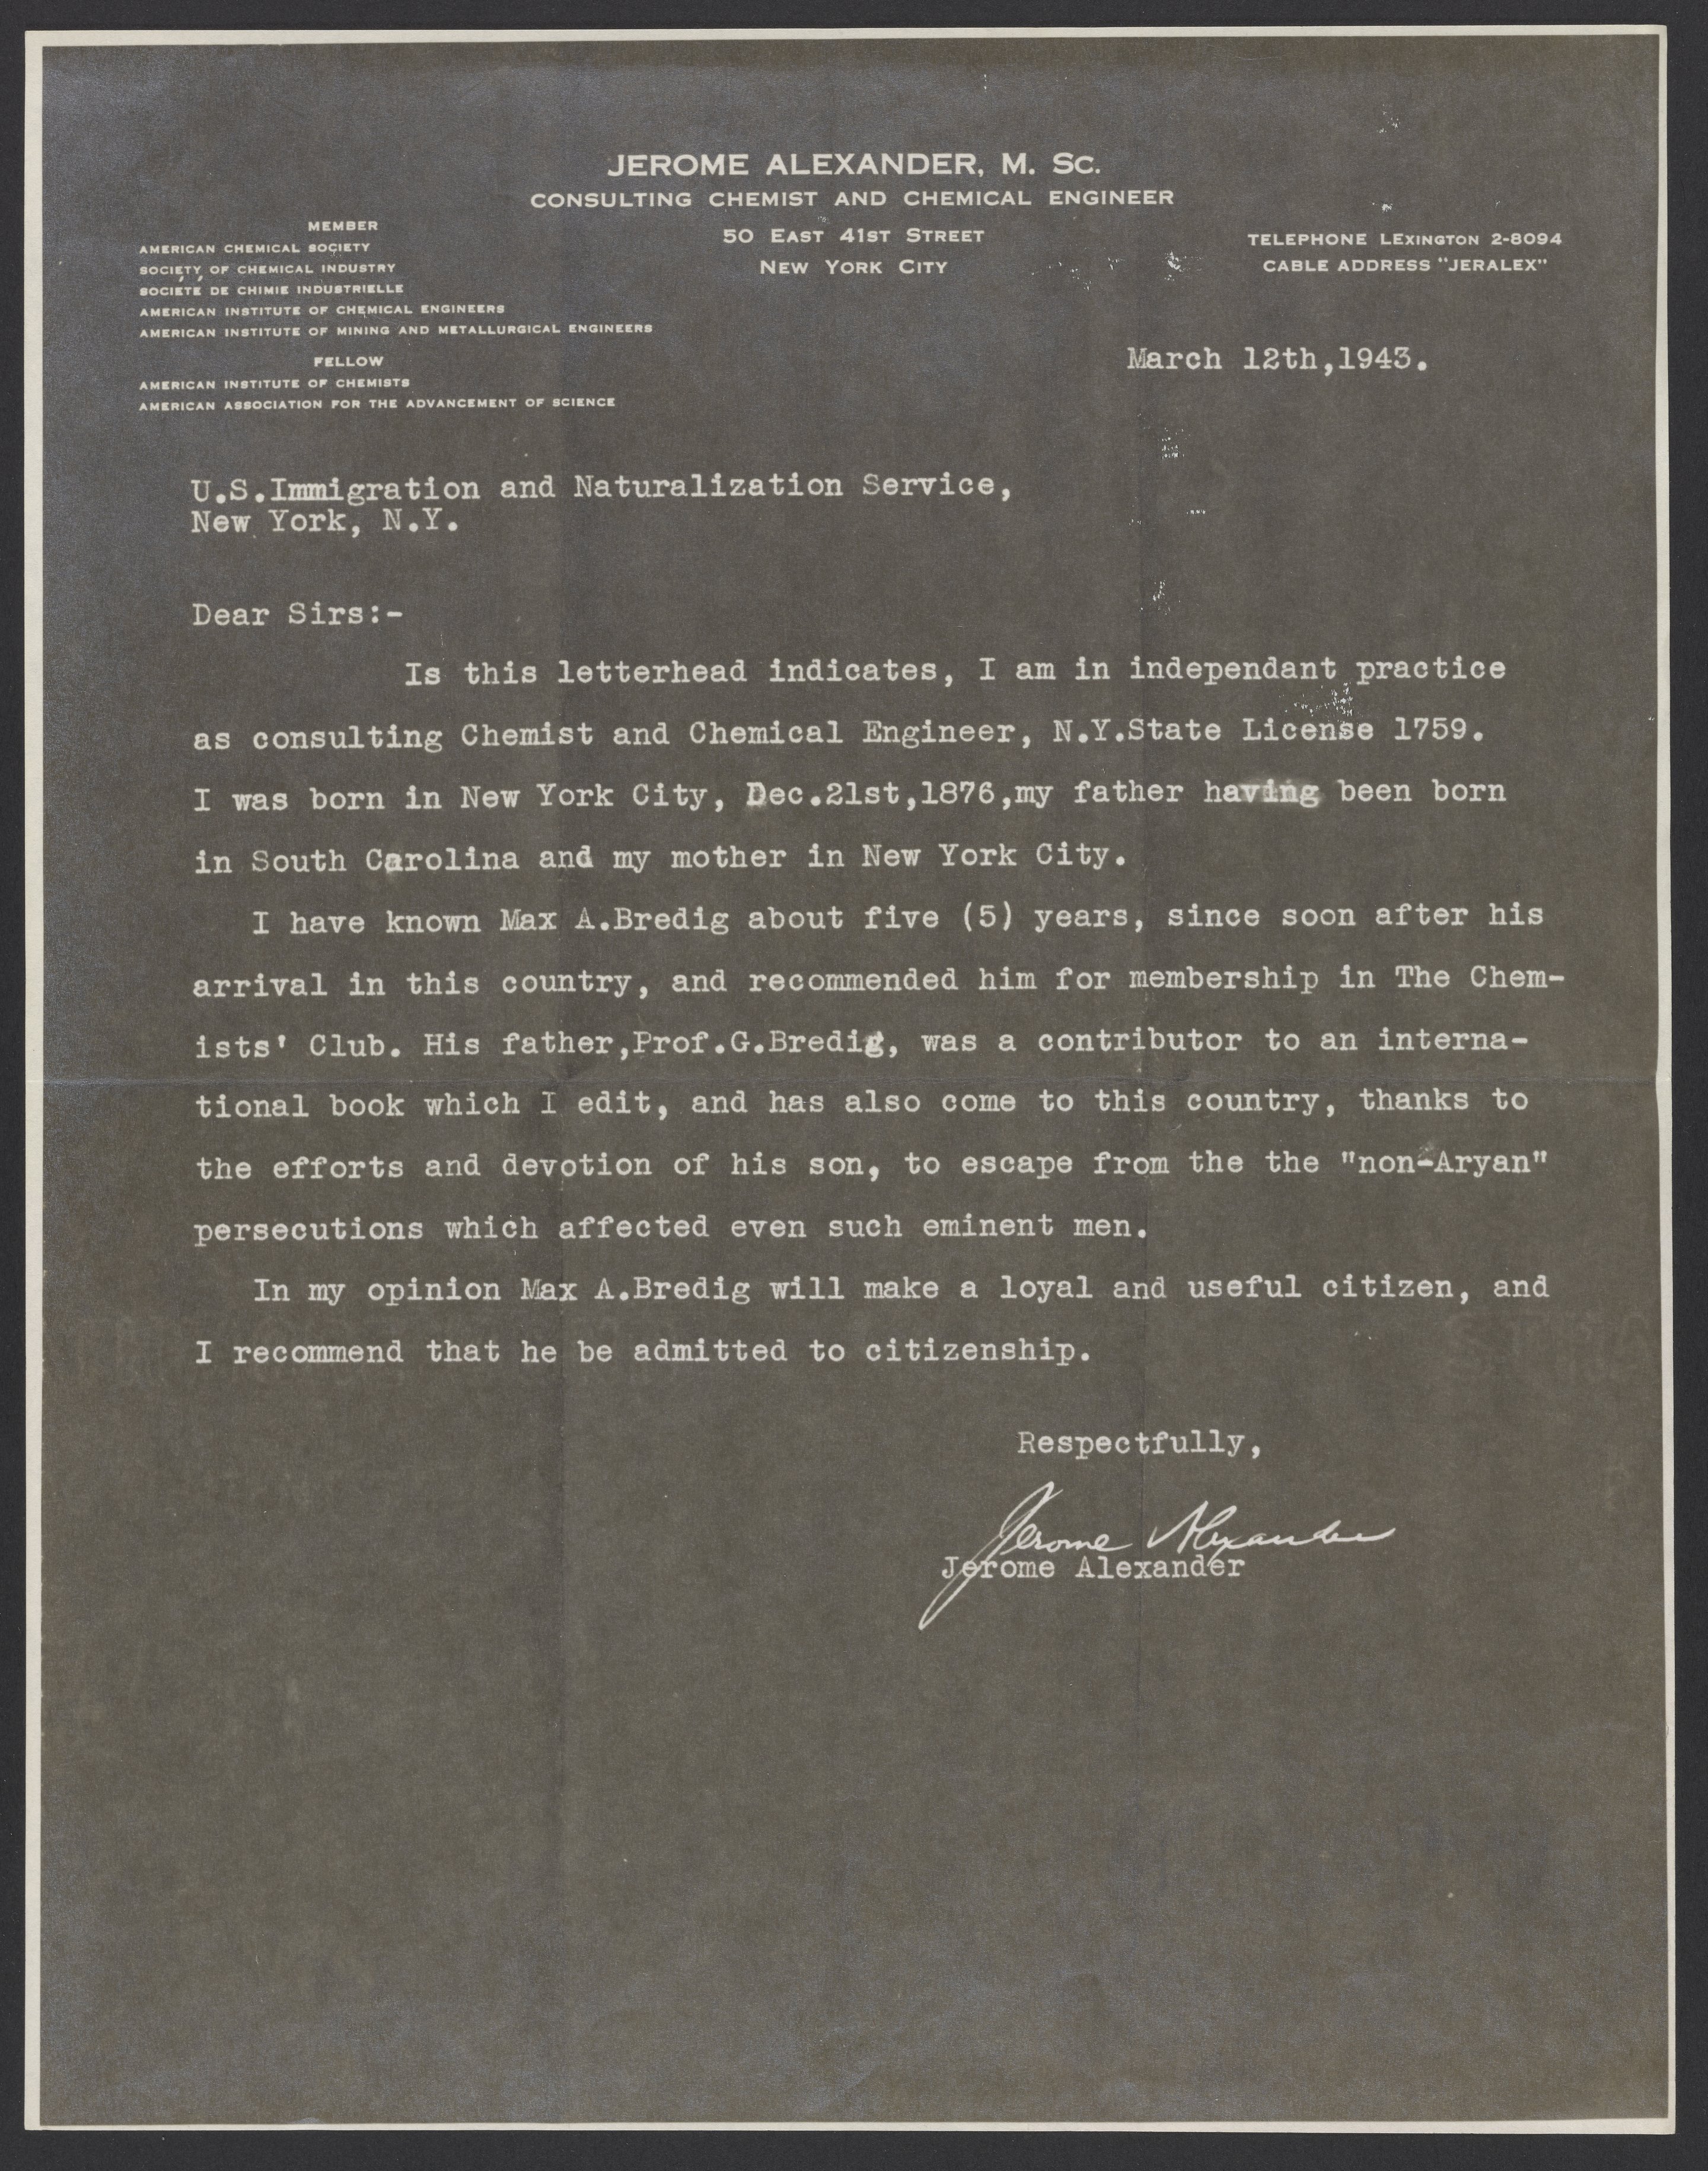 JEROME ALEXANDER, M. Sc.
CONSULTING CHEMIST AND CHEMICAL ENGINEER
50 EAST 41ST STREET
NEW YORK CITY
MEMBER
AMERICAN CHEMICAL SOCIETY
SOCIETY OF CHEMICAL INDUSTRY
SOCIÉTÉ DE CHIMIE INDUSTRIELLE
AMERICAN INSTITUTE OF CHEMICAL ENGINEERS
AMERICAN INSTITUTE OF MINING AND METALLURGICAL ENGINEERS
FELLOW
AMERICAN INSTITUTE OF CHEMISTS
AMERICAN ASSOCIATION FOR THE ADVANCEMENT OF SCIENCE
TELEPHONE LEXINGTON 2-8094
CABLE ADDRESS "JERALEX"
March 12th,1943.
U.S.Immigration and Naturalization Service,
New York, N.Y.
Dear Sirs:-
Is this letterhead indicates, I am in independant practice
as consulting Chemist and Chemical Engineer, N.Y.State License 1759.
I was born in New York City, Dec.21st,1876,my father having been born
in South Carolina and my mother in New York City.
I have known Max A.Bredig about five (5) years, since soon after his
arrival in this country, and recommended him for membership in The Chem-
ists' Club. His father,Prof.G.Bredig, was a contributor to an interna-
tional book which I edit, and has also come to this country, thanks to
the efforts and devotion of his son, to escape from the the "non-Aryan"
persecutions which affected even such eminent men.
In my opinion Max A.Bredig will make a loyal and useful citizen, and
I recommend that he be admitted to citizenship.
Respectfully,
Jerome Alexander
Jerome Alexander